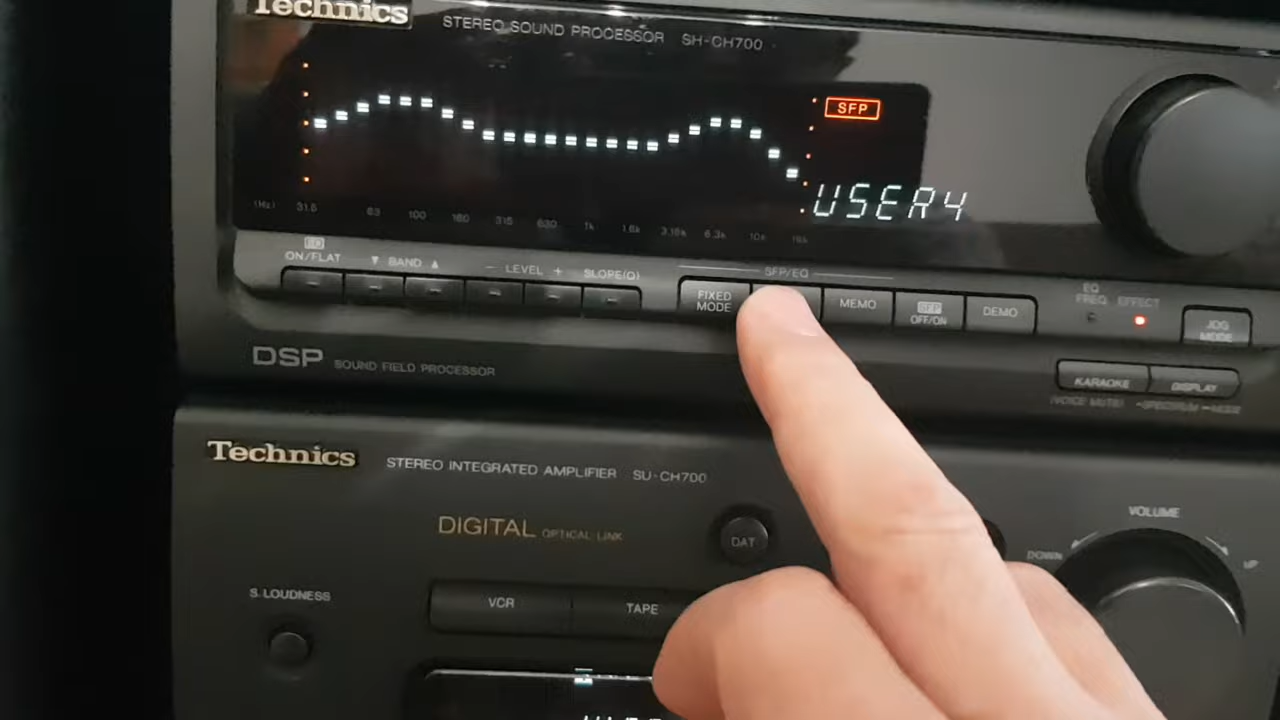 Technics STEREO SOUND PROCESSOR SH-CH700
SFP
USER4
(Hz) 31.5 63 100 160 315 630 1k 1.6k 3.15k 6.3k 10k 16k
EQ
ON/FLAT ▼ BAND ▲ − LEVEL + SLOPE(Q)
SFP/EQ
FIXED MODE
MEMO
SFP OFF/ON
DEMO
EQ FREQ
EFFECT
JOG MODE
DSP SOUND FIELD PROCESSOR
KARAOKE
DISPLAY
(VOICE MUTE)
Technics STEREO INTEGRATED AMPLIFIER SU-CH700
DIGITAL OPTICAL LINK
DAT
VOLUME
DOWN
UP
S.LOUDNESS
VCR
TAPE